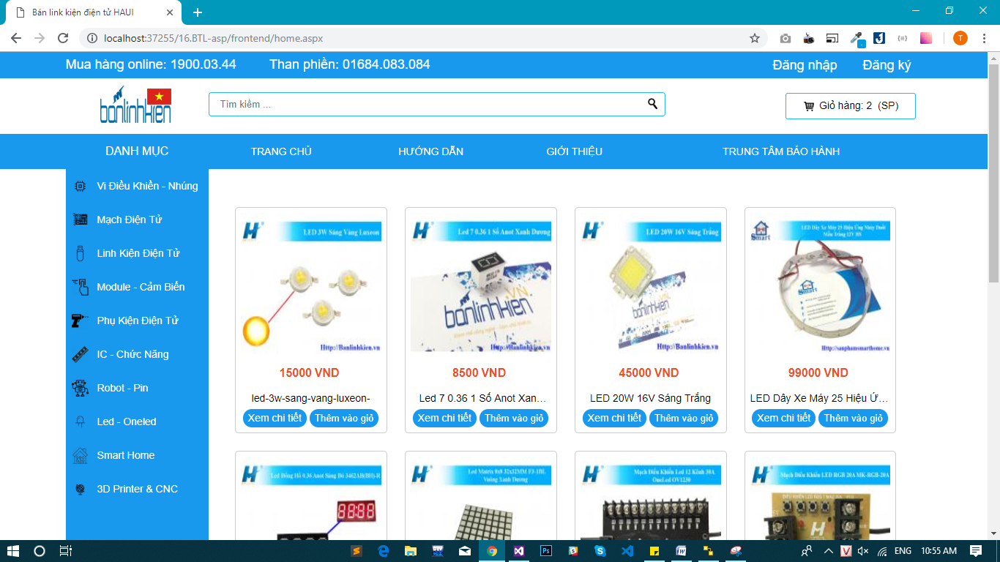 Bán link kiện điện tử HAUI
localhost:37255/16.BTL-asp/frontend/home.aspx
T
Mua hàng online: 1900.03.44
Than phiền: 01684.083.084
Đăng nhập
Đăng ký
banlinhkien
Tìm kiếm ...
Giỏ hàng: 2 (SP)
DANH MỤC
TRANG CHỦ
HƯỚNG DẪN
GIỚI THIỆU
TRUNG TÂM BẢO HÀNH
Vi Điều Khiển - Nhúng
Mạch Điện Tử
Linh Kiện Điện Tử
Module - Cảm Biến
Phụ Kiện Điện Tử
IC - Chức Năng
Robot - Pin
Led - Oneled
Smart Home
3D Printer & CNC
LED 3W Sáng Vàng Luxeon
Http://Banlinhkien.vn
15000 VND
led-3w-sang-vang-luxeon-
Xem chi tiết
Thêm vào giỏ
Led 7 0.36 1 Số Anot Xanh Dương
banlinhkien
VN.
Http://Banlinhkien.vn
8500 VND
Led 7 0.36 1 Số Anot Xan...
Xem chi tiết
Thêm vào giỏ
LED 20W 16V Sáng Trắng
banlinhkien
VN.
Http://Banlinhkien.vn
45000 VND
LED 20W 16V Sáng Trắng
Xem chi tiết
Thêm vào giỏ
Smart
LED Dây Xe Máy 25 Hiệu Ứng Nháy Đuổi
Mầu Trắng 12V HS
Smart
Http://sanphamsmarthome.vn
99000 VND
LED Dây Xe Máy 25 Hiệu Ứ...
Xem chi tiết
Thêm vào giỏ
Led Đồng Hồ 0.36 Anot Sáng Đỏ 3462AB(BH)-R
88:88
Led Matrix 8x8 32x32MM F3-1BL
Vuông Xanh Dương
Mạch Điều Khiển Led 12 Kênh 30A
OneLed OV1230
Mạch Điều Khiển LED RGB 20A MK-RGB-20A
H
ENG
10:55 AM